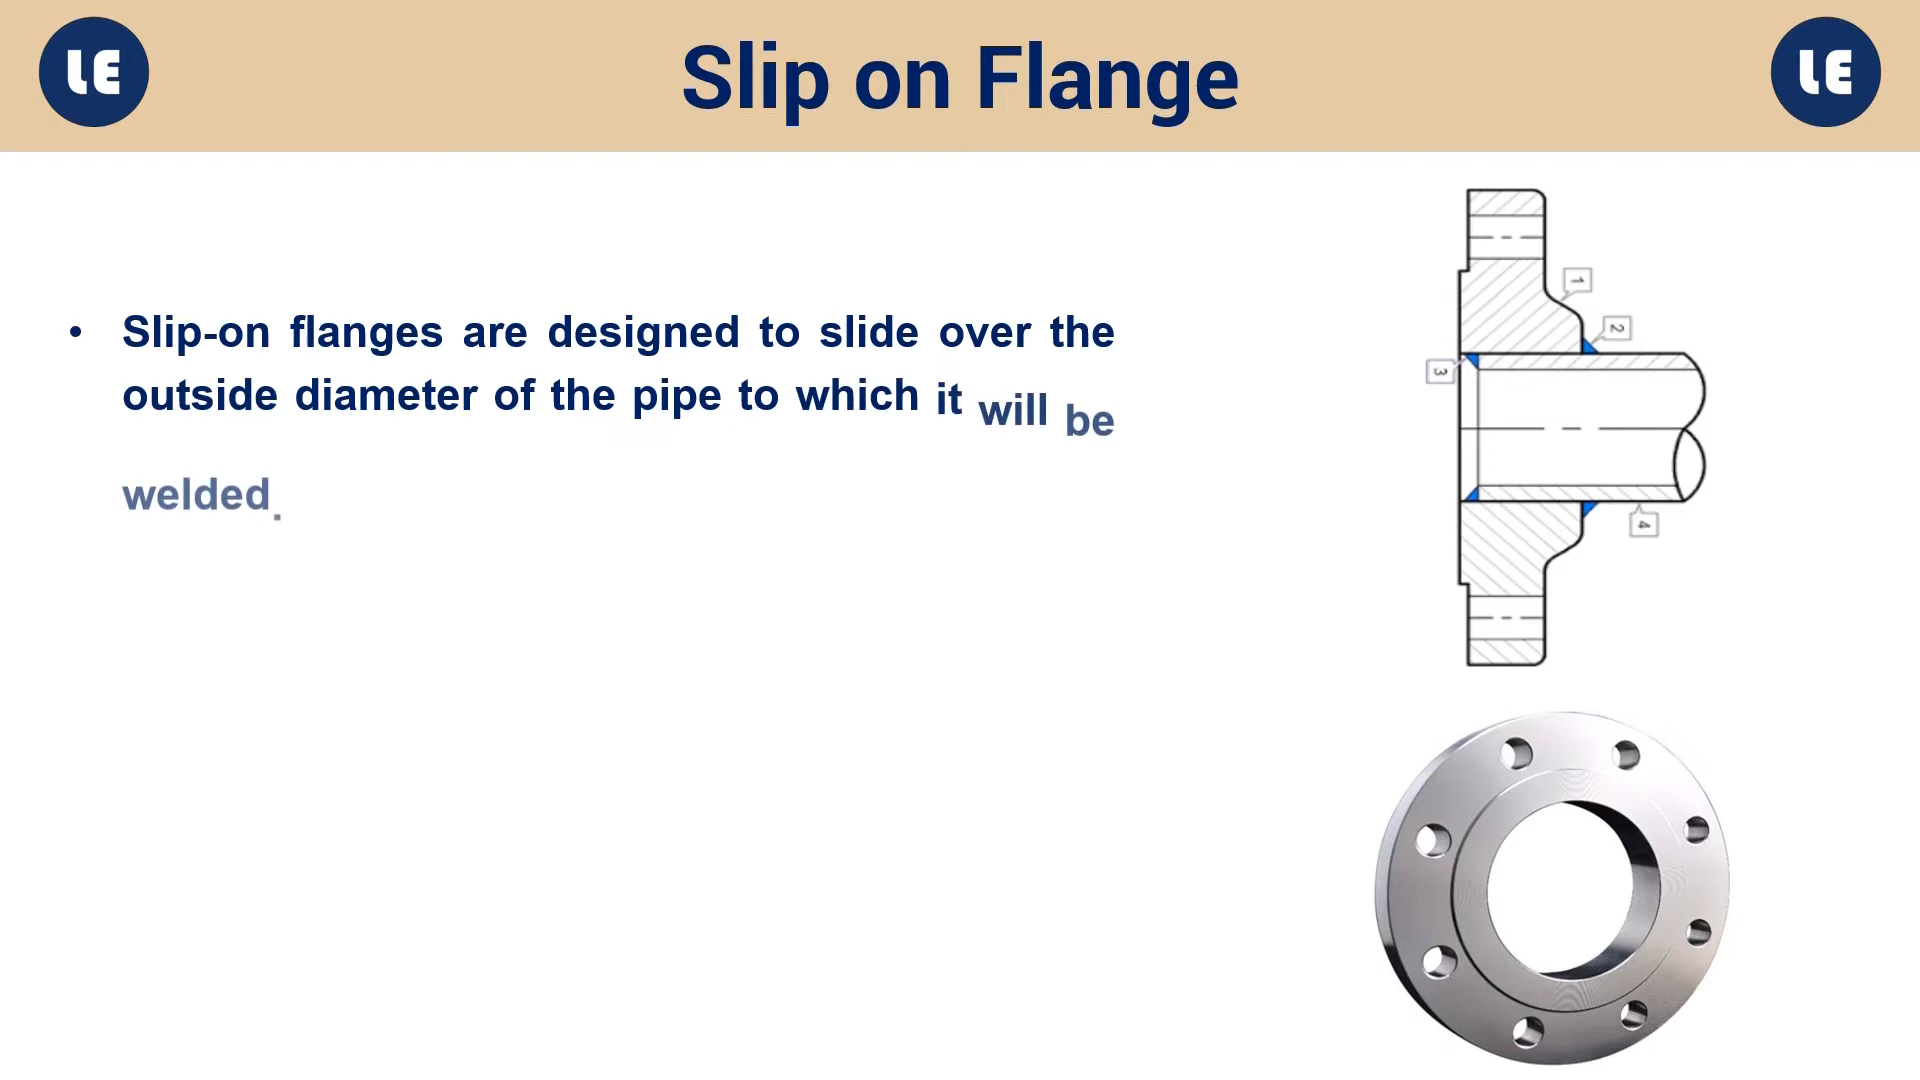 LE
Slip on Flange
LE
• Slip-on flanges are designed to slide over the
outside diameter of the pipe to which it will be
welded.
1
2
3
4